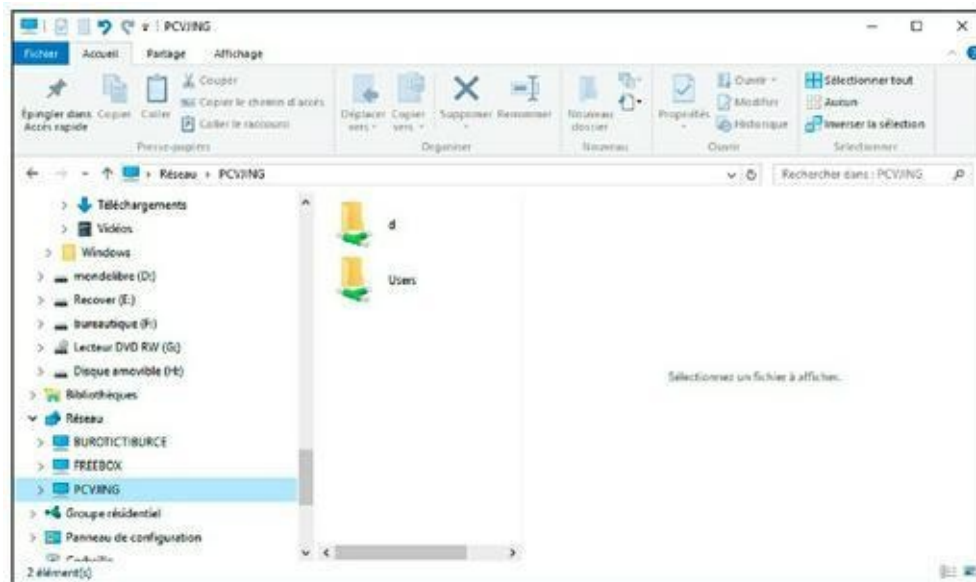 PCVJING
Fichier Accueil Partage Affichage
Épingler dans Accès rapide
Copier
Coller
Couper
Copier le chemin d'accès
Coller le raccourci
Presse-papiers
Déplacer vers
Copier vers
Supprimer
Renommer
Organiser
Nouveau dossier
Nouveau
Propriétés
Ouvrir
Modifier
Historique
Ouvrir
Sélectionner tout
Aucun
Inverser la sélection
Sélectionner
Réseau PCVJING
Rechercher dans : PCVJING
Téléchargements
Vidéos
Windows
mondelibre (D:)
Recover (E:)
bureautique (F:)
Lecteur DVD RW (G:)
Disque amovible (H:)
Bibliothèques
Réseau
BUROTICTIBURCE
FREEBOX
PCVJING
Groupe résidentiel
Panneau de configuration
Corbeille
d
Users
Sélectionnez un fichier à afficher.
2 élément(s)